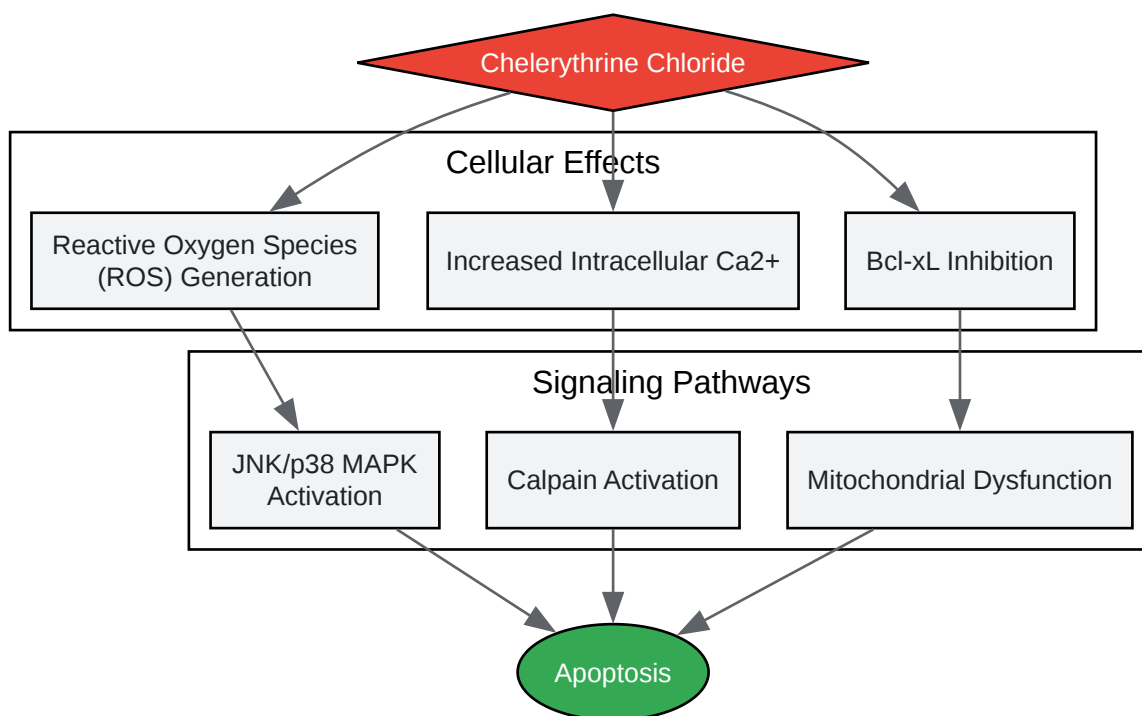 Chelerythrine Chloride
Cellular Effects
Reactive Oxygen Species
(ROS) Generation
Increased Intracellular Ca2+
Bcl-xL Inhibition
Signaling Pathways
JNK/p38 MAPK
Activation
Calpain Activation
Mitochondrial Dysfunction
Apoptosis